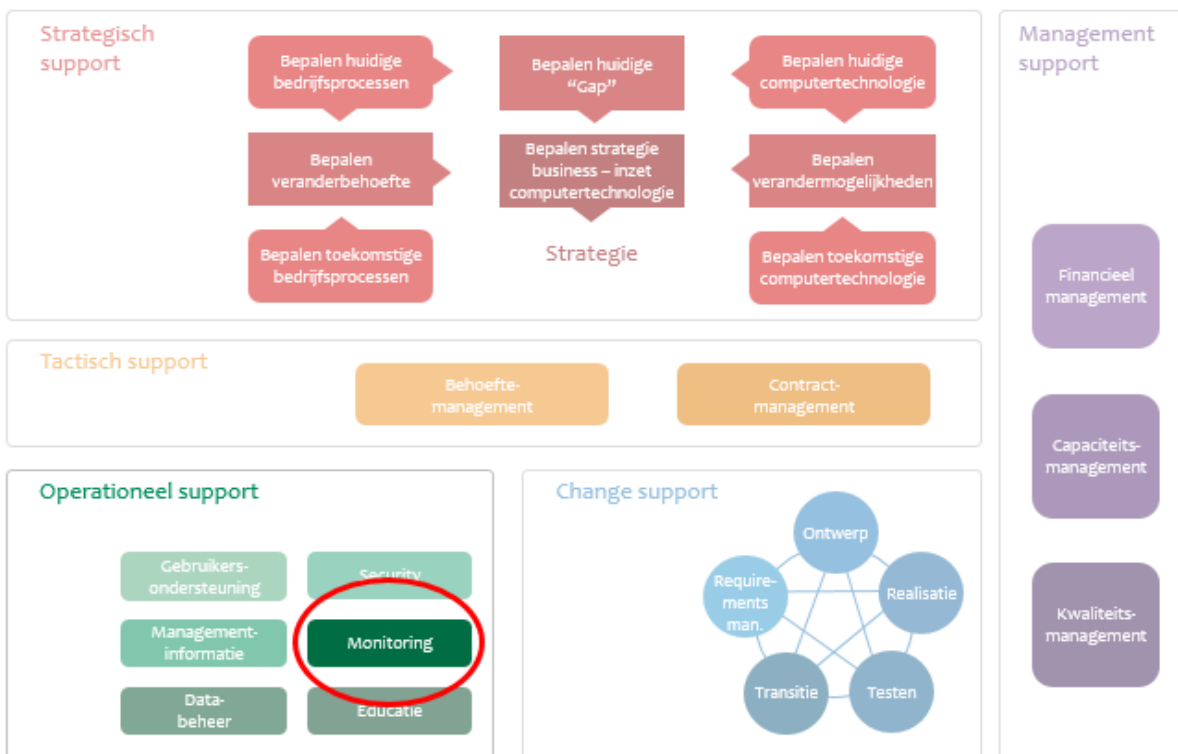 Strategisch
support
Bepalen huidige
bedrijfsprocessen
Bepalen huidige
“Gap”
Bepalen huidige
computertechnologie
Bepalen
veranderbehoefte
Bepalen strategie
business – inzet
computertechnologie
Bepalen
verandermogelijkheden
Bepalen toekomstige
bedrijfsprocessen
Strategie
Bepalen toekomstige
computertechnologie
Management
support
Financieel
management
Capaciteits-
management
Kwaliteits-
management
Tactisch support
Behoefte-
management
Contract-
management
Operationeel support
Gebruikers-
ondersteuning
Security
Management-
informatie
Monitoring
Data-
beheer
Educatie
Change support
Ontwerp
Require-
ments
man.
Realisatie
Transitie
Testen